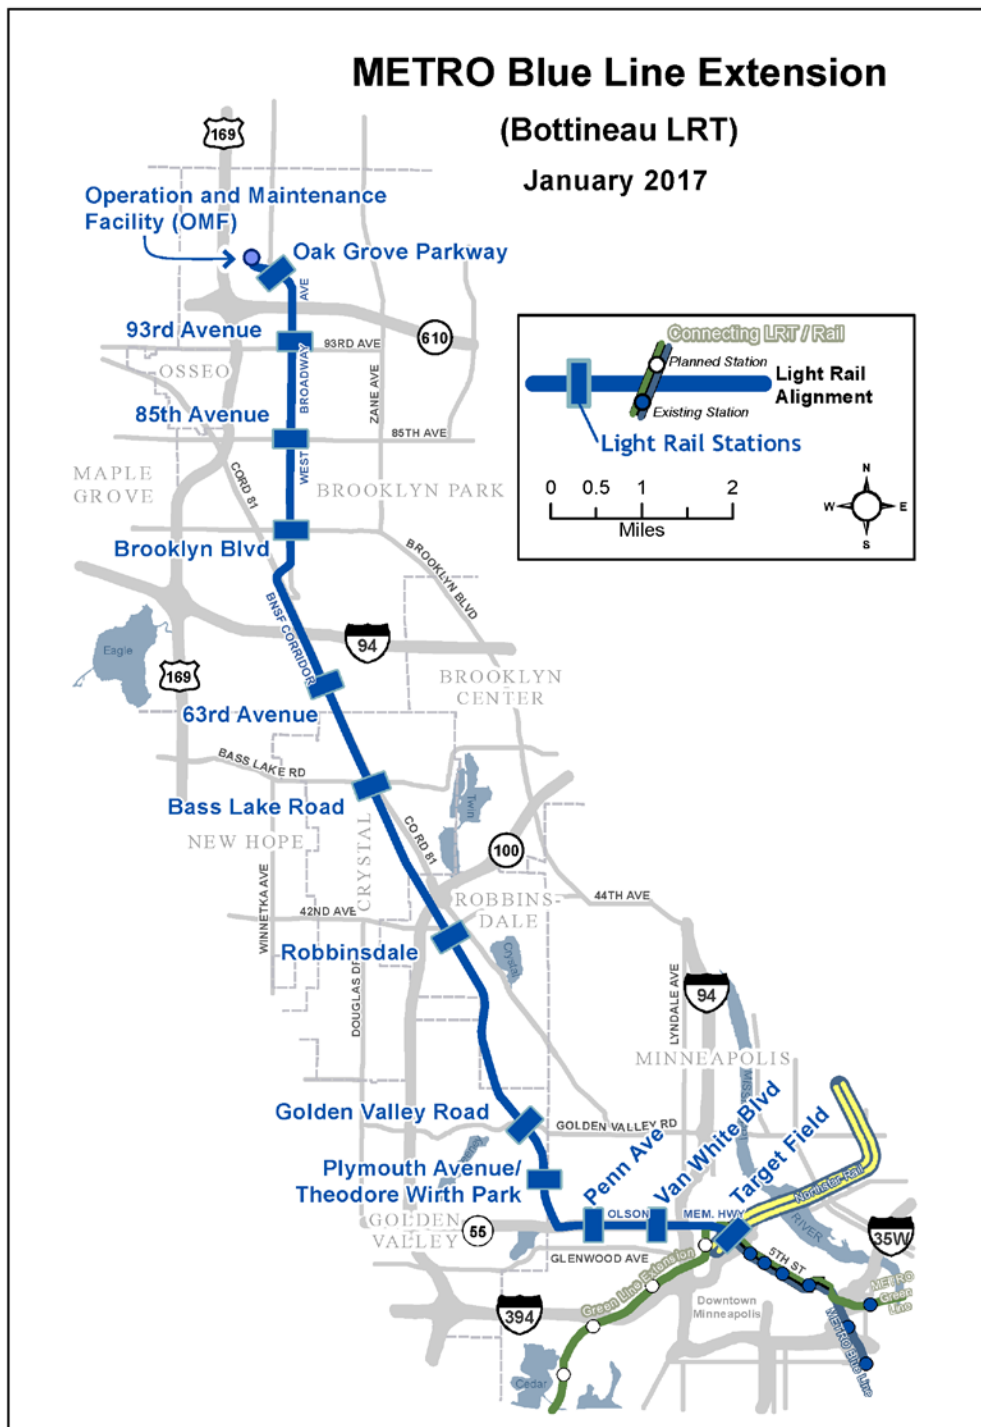 METRO Blue Line Extension
(Bottineau LRT)
January 2017
169
Operation and Maintenance
Facility (OMF)
Oak Grove Parkway
AVE
93rd Avenue
93RD AVE
610
OSSEO
BROADWAY
ZANE AVE
85th Avenue
85TH AVE
WEST
MAPLE
GROVE
CORD 81
BROOKLYN PARK
Brooklyn Blvd
BROOKLYN BLVD
BNSF CORRIDOR
94
Eagle
169
BROOKLYN
CENTER
63rd Avenue
BASS LAKE RD
Bass Lake Road
Twin
NEW HOPE
CRYSTAL
CO RD 81
100
WINNETKA AVE
42ND AVE
ROBBINS-
DALE
44TH AVE
Robbinsdale
Crystal
DOUGLAS DR
LYNDALE AVE
94
MINNEAPOLIS
Golden Valley Road
GOLDEN VALLEY RD
Plymouth Avenue/
Theodore Wirth Park
Penn Ave
Van White Blvd
Target Field
Northstar Rail
RIVER
GOLDEN
VALLEY
55
OLSON
MEM. HWY
35W
GLENWOOD AVE
5TH ST
Green Line Extension
METRO
Green
Line
Downtown
Minneapolis
394
METRO Blue Line
Cedar
Connecting LRT / Rail
Planned Station
Light Rail
Alignment
Existing Station
Light Rail Stations
0 0.5 1 2
Miles
N
W E
S